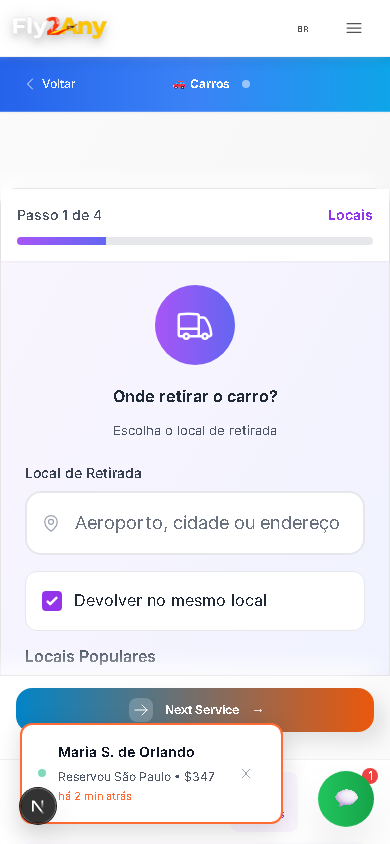 Fly2Any
BR
Voltar
🚗 Carros
Passo 1 de 4
Locais
Onde retirar o carro?
Escolha o local de retirada
Local de Retirada
Aeroporto, cidade ou endereço
Devolver no mesmo local
Locais Populares
Next Service →
Maria S. de Orlando
Reservou São Paulo • $347
há 2 min atrás
N
1